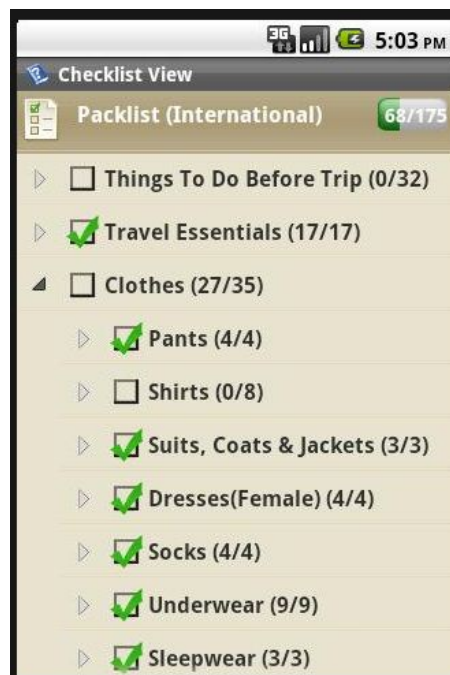 3G 5:03 PM
Checklist View
Packlist (International) 68/175
Things To Do Before Trip (0/32)
Travel Essentials (17/17)
Clothes (27/35)
Pants (4/4)
Shirts (0/8)
Suits, Coats & Jackets (3/3)
Dresses(Female) (4/4)
Socks (4/4)
Underwear (9/9)
Sleepwear (3/3)